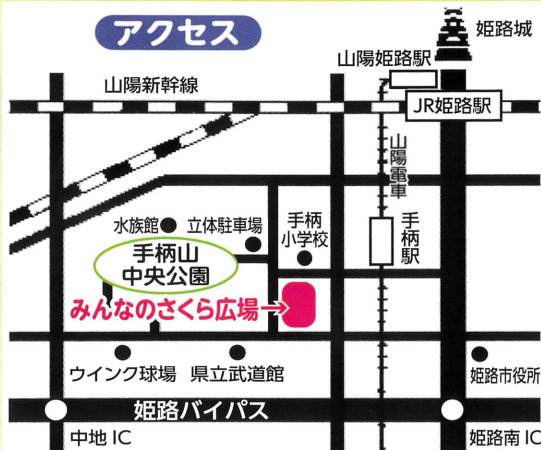 アクセス
姫路城
山陽姫路駅
山陽新幹線
JR姫路駅
山陽電車
水族館
立体駐車場
手柄
小学校
手柄駅
手柄山
中央公園
みんなのさくら広場→
ウインク球場
県立武道館
姫路市役所
姫路バイパス
中地 IC
姫路南 IC